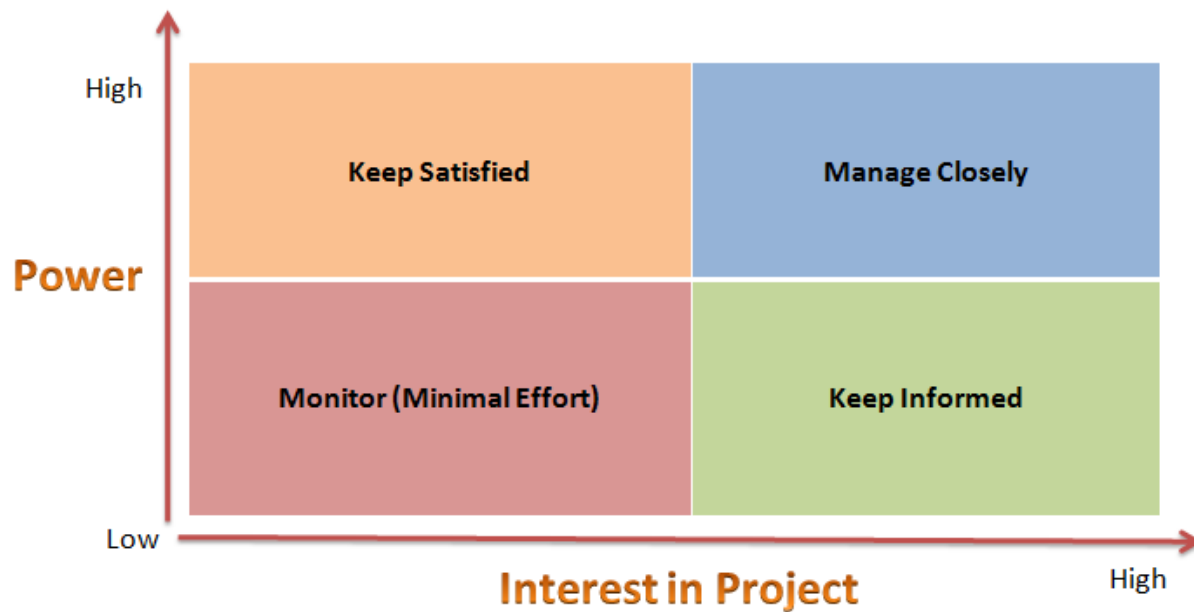 High
Keep Satisfied
Manage Closely
Power
Monitor (Minimal Effort)
Keep Informed
Low
Interest in Project
High